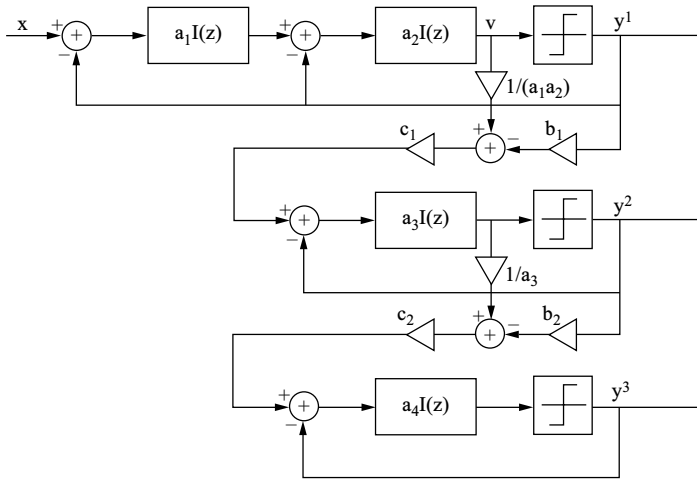 x
+
−
+
a₁I(z)
+
−
+
a₂I(z)
v
y¹
1/(a₁a₂)
c₁
+
+
−
b₁
+
−
+
a₃I(z)
y²
1/a₃
c₂
+
+
−
b₂
+
−
+
a₄I(z)
y³